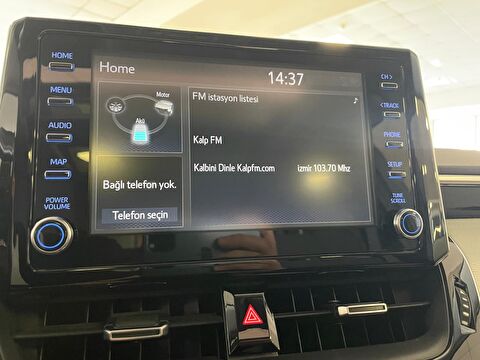 HOME
MENU
AUDIO
MAP
POWER
VOLUME
Home
14:37
Motor
Akü
Bağlı telefon yok.
Telefon seçin
FM istasyon listesi
Kalp FM
Kalbini Dinle Kalpfm.com izmir 103.70 Mhz
CH >
< TRACK
PHONE
SETUP
TUNE
SCROLL